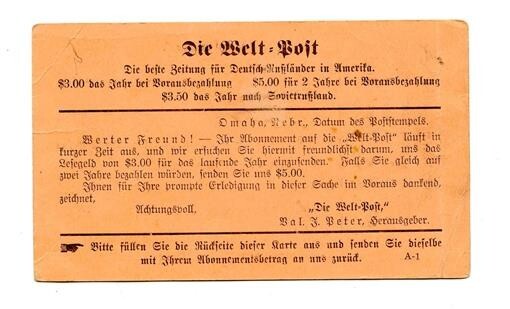 Die Welt-Post
Die beste Zeitung für Deutsch-Rußländer in Amerika.
$3.00 das Jahr bei Vorausbezahlung $5.00 für 2 Jahre bei Vorausbezahlung
$3.50 das Jahr nach Sovietrußland.
Omaha, Nebr., Datum des Poststempels.
Werter Freund! — Ihr Abonnement auf die „Welt-Post" läuft in
kurzer Zeit aus, und wir ersuchen Sie hiermit freundlichst darum, uns das
Lesegeld von $3.00 für das laufende Jahr einzusenden. Falls Sie gleich auf
zwei Jahre bezahlen würden, senden Sie uns $5.00.
Ihnen für Ihre prompte Erledigung in dieser Sache im Voraus dankend,
zeichnet,
Achtungsvoll, „Die Welt-Post,"
Val. J. Peter, Herausgeber.
☛ Bitte füllen Sie die Rückseite dieser Karte aus und senden Sie dieselbe
mit Ihrem Abonnementsbetrag an uns zurück. A-1